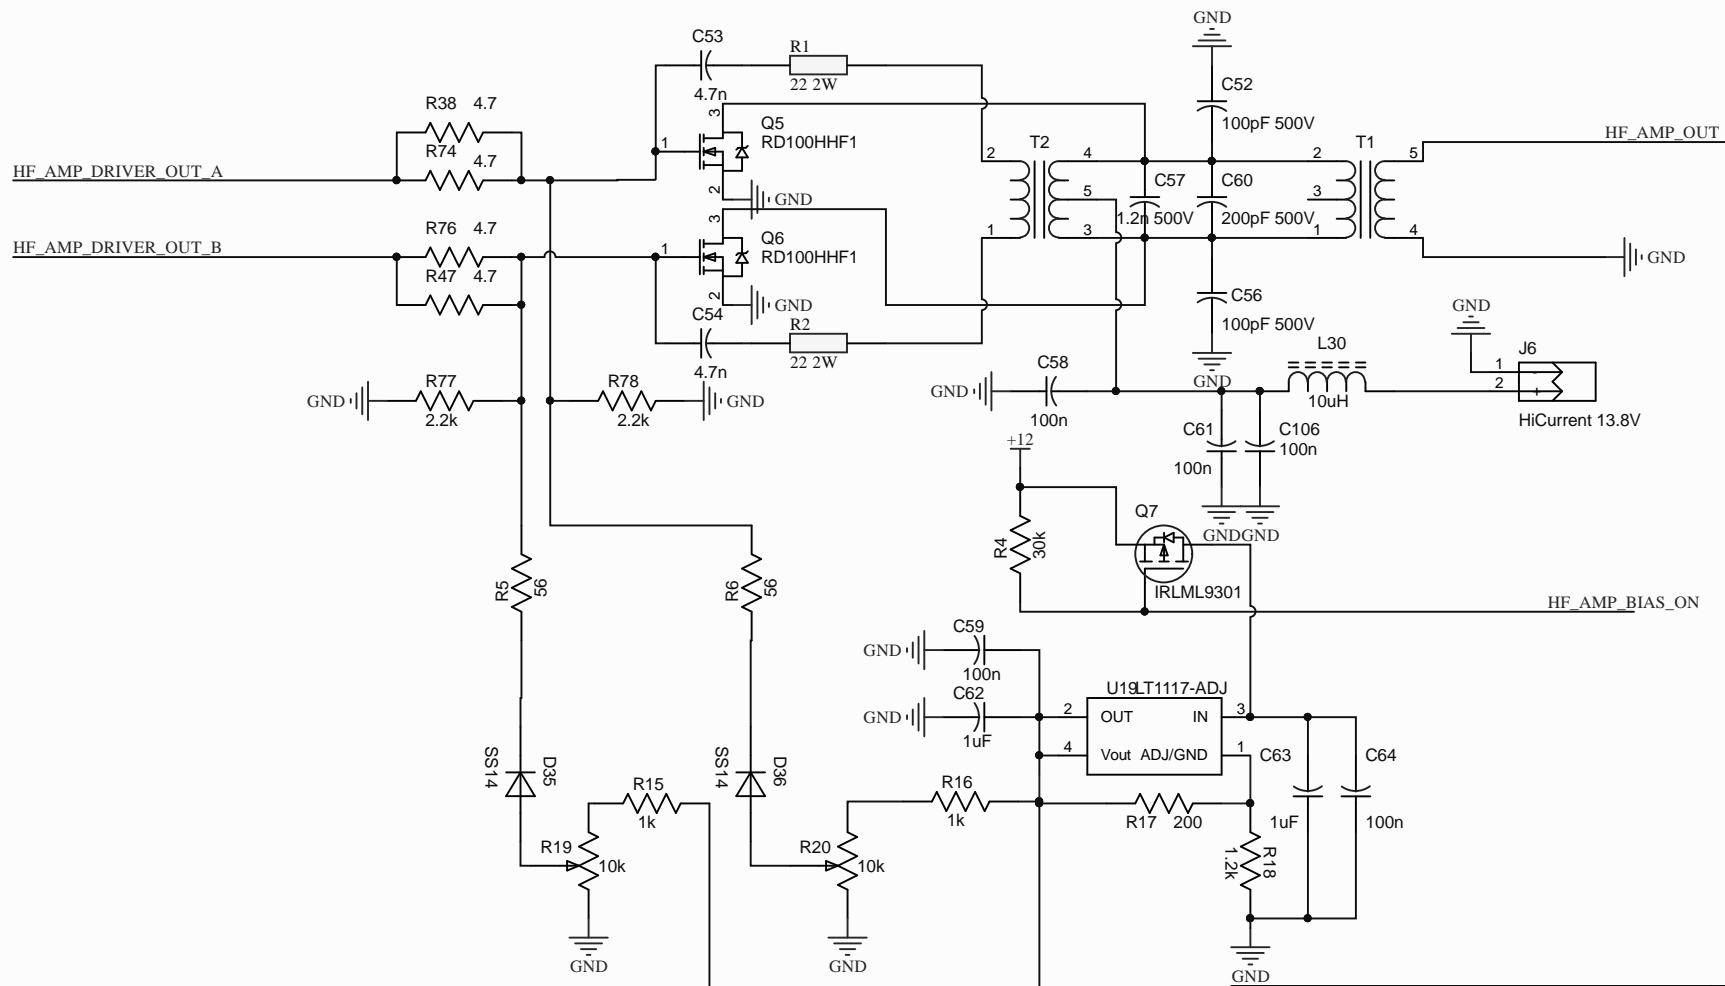 GND
C53
R1
4.7n
22 2W
C52
100pF 500V
R38 4.7
R74
4.7
3
Q5
RD100HHF1
1
2
GND
HF_AMP_DRIVER_OUT_A
T2
2
4
5
1
3
C57
1.2n 500V
C60
200pF 500V
T1
2
3
1
5
4
HF_AMP_OUT
GND
R76 4.7
R47 4.7
HF_AMP_DRIVER_OUT_B
3
Q6
RD100HHF1
1
2
GND
C54
4.7n
R2
22 2W
C56
100pF 500V
GND
GND
L30
10uH
J6
1
2
-
+
HiCurrent 13.8V
GND
R77
2.2k
R78
2.2k
GND
GND
C58
100n
C61
100n
C106
100n
GND
GND
+12
R4
30k
Q7
IRLML9301
HF_AMP_BIAS_ON
R5
56
R6
56
GND
C59
100n
GND
C62
1uF
U19
LT1117-ADJ
2
OUT
IN
3
4
Vout
ADJ/GND
1
C63
1uF
C64
100n
SS14
D35
SS14
D36
R15
1k
R16
1k
R17 200
R18
1.2k
R19
10k
R20
10k
GND
GND
GND